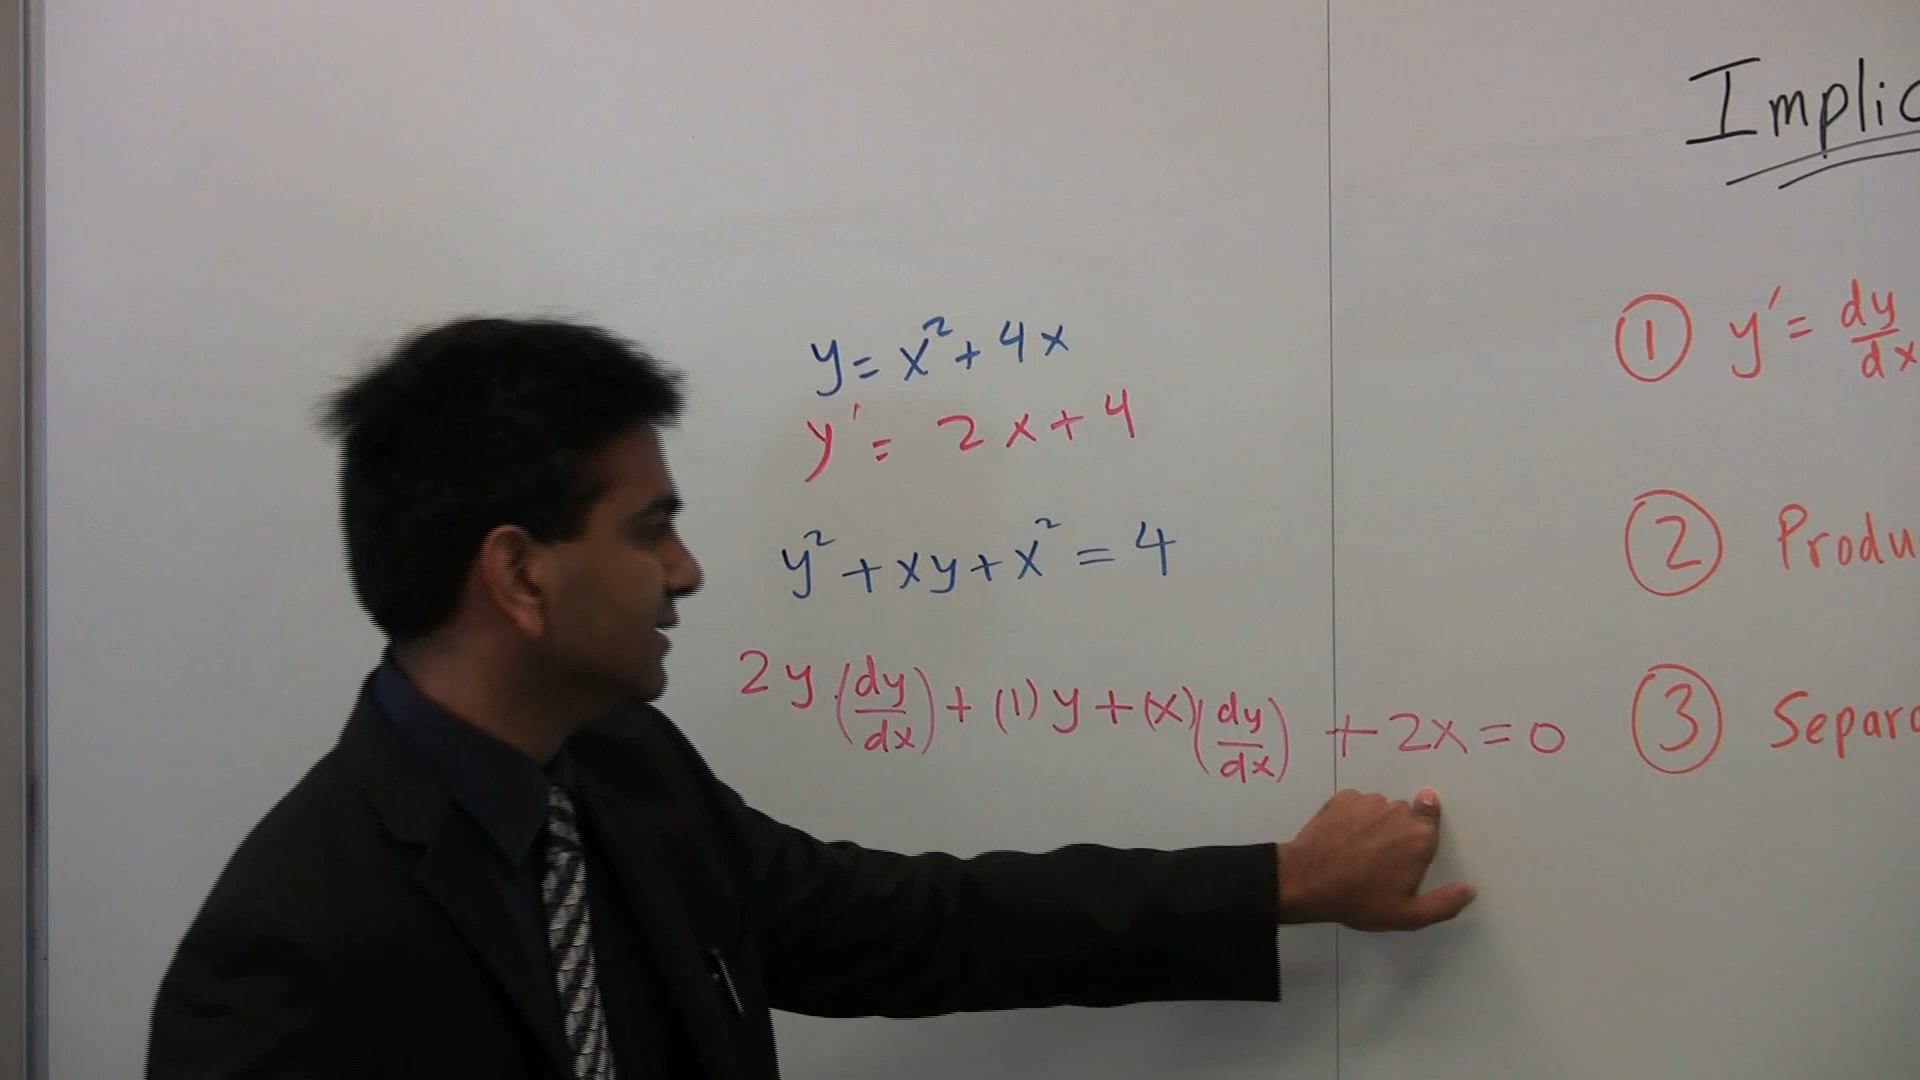 y = x² + 4x
y' = 2x + 4
y² + xy + x² = 4
2y·(dy/dx) + (1)y + (x)(dy/dx) + 2x = 0
Implic
① y' = dy/dx
② Produ
③ Separa